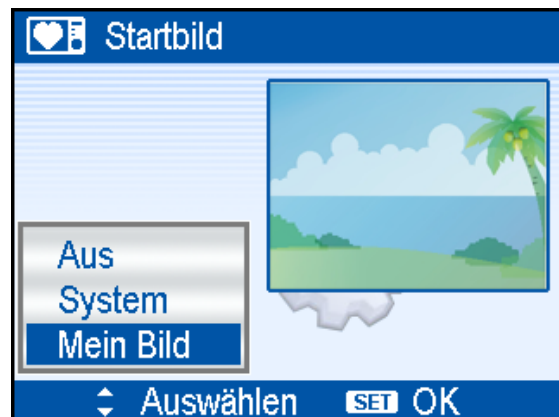 Startbild
Aus
System
Mein Bild
Auswählen SET OK